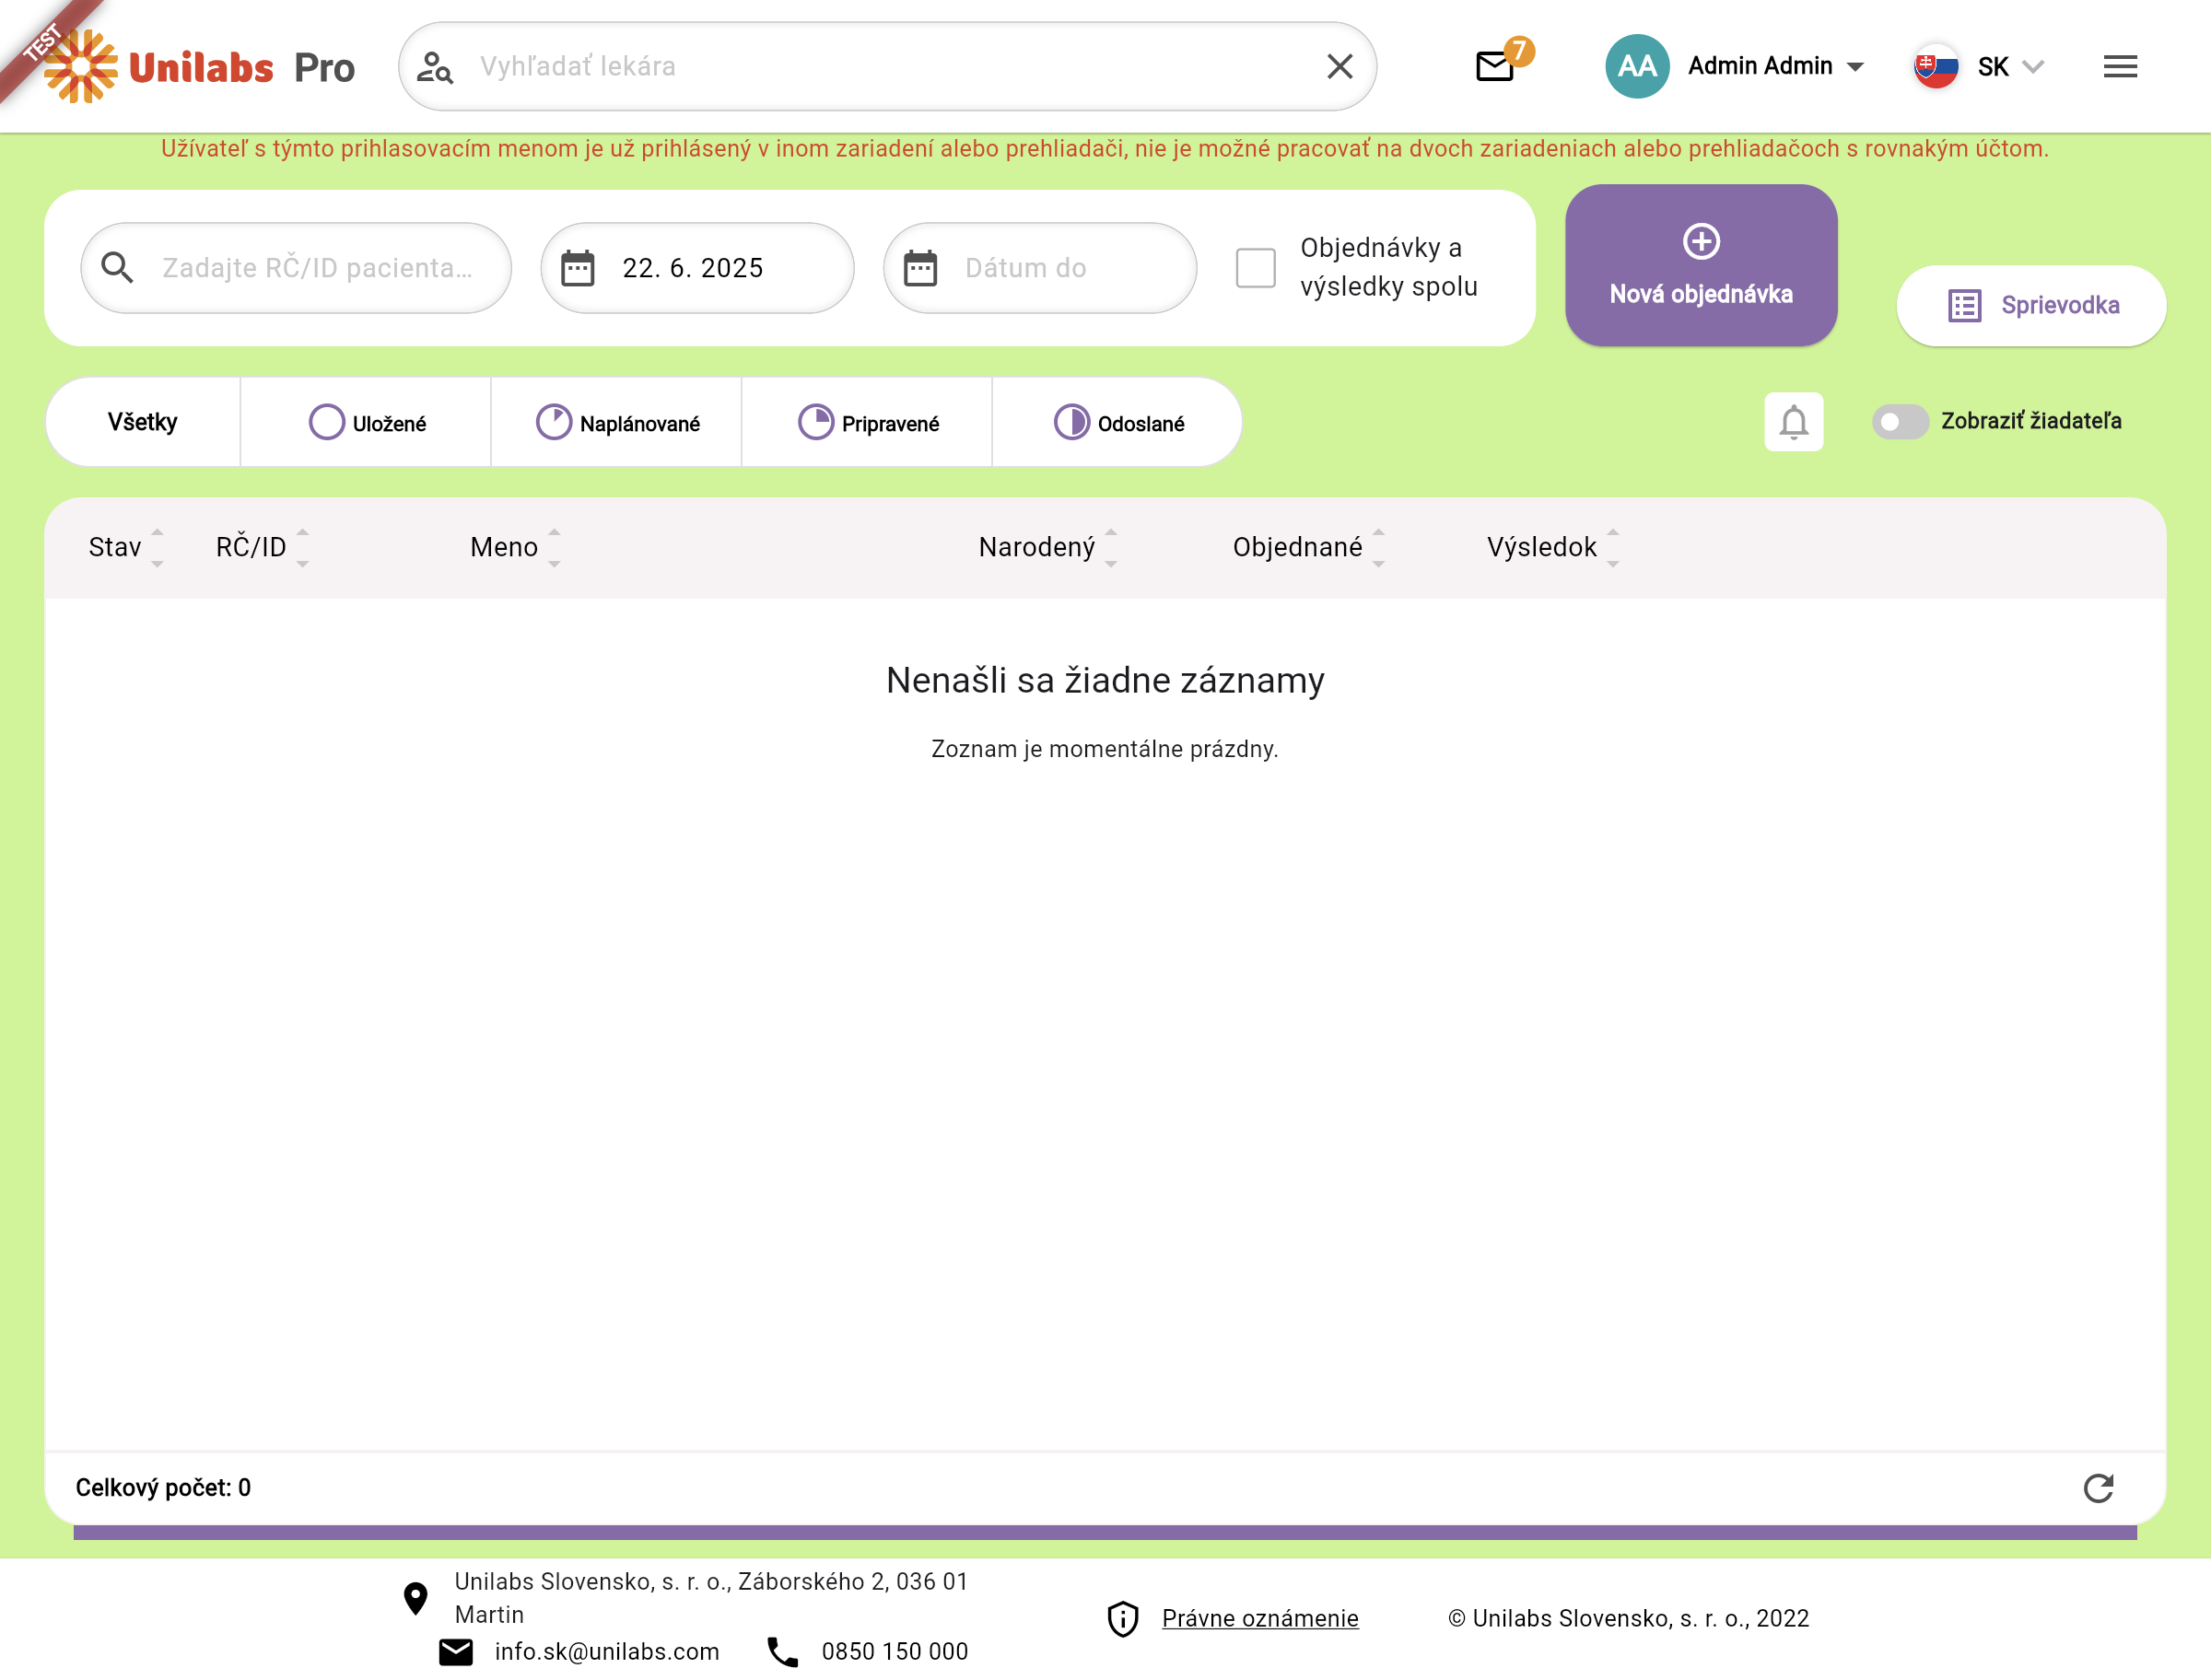 TEST
Unilabs Pro
Vyhľadať lekára
7
AA
Admin Admin
SK
Užívateľ s týmto prihlasovacím menom je už prihlásený v inom zariadení alebo prehliadači, nie je možné pracovať na dvoch zariadeniach alebo prehliadačoch s rovnakým účtom.
Zadajte RČ/ID pacienta...
22. 6. 2025
Dátum do
Objednávky a
výsledky spolu
Nová objednávka
Sprievodka
Všetky
Uložené
Naplánované
Pripravené
Odoslané
Zobraziť žiadateľa
Stav RČ/ID Meno Narodený Objednané Výsledok
Nenašli sa žiadne záznamy
Zoznam je momentálne prázdny.
Celkový počet: 0
Unilabs Slovensko, s. r. o., Záborského 2, 036 01
Martin
info.sk@unilabs.com
0850 150 000
Právne oznámenie
© Unilabs Slovensko, s. r. o., 2022